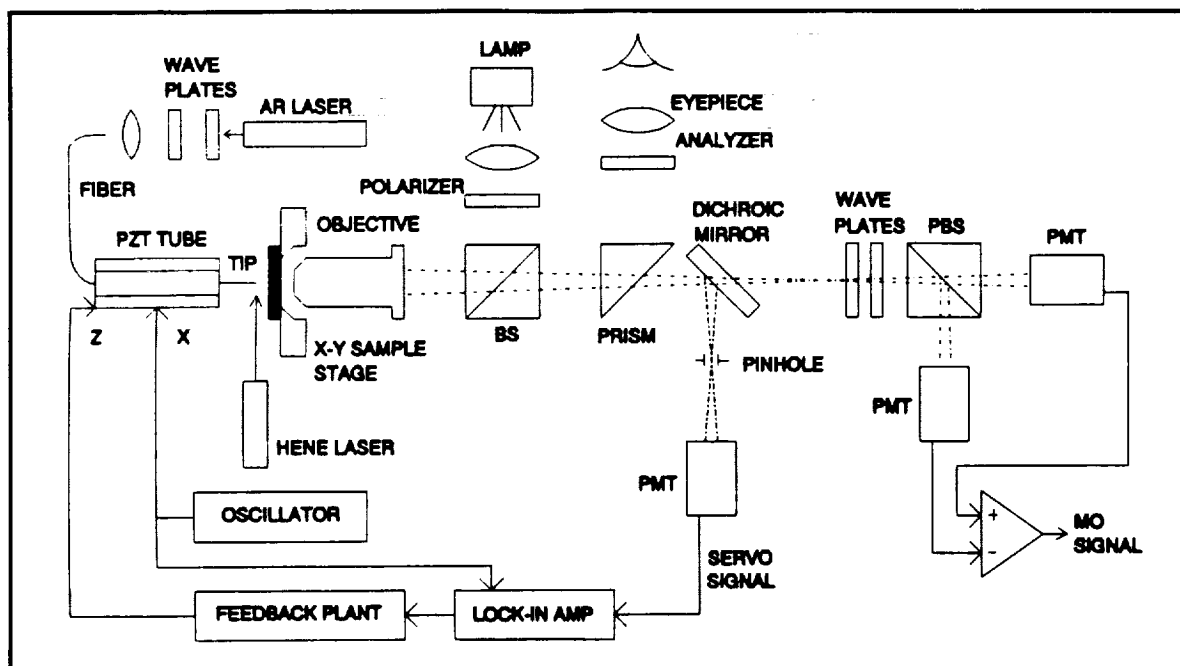 LAMP
WAVE
PLATES
AR LASER
EYEPIECE
ANALYZER
FIBER
POLARIZER
PZT TUBE
TIP
OBJECTIVE
DICHROIC
MIRROR
WAVE
PLATES
PBS
PMT
Z
X
X-Y SAMPLE
STAGE
BS
PRISM
PINHOLE
PMT
HENE LASER
PMT
OSCILLATOR
+
-
MO
SIGNAL
SERVO
SIGNAL
FEEDBACK PLANT
LOCK-IN AMP